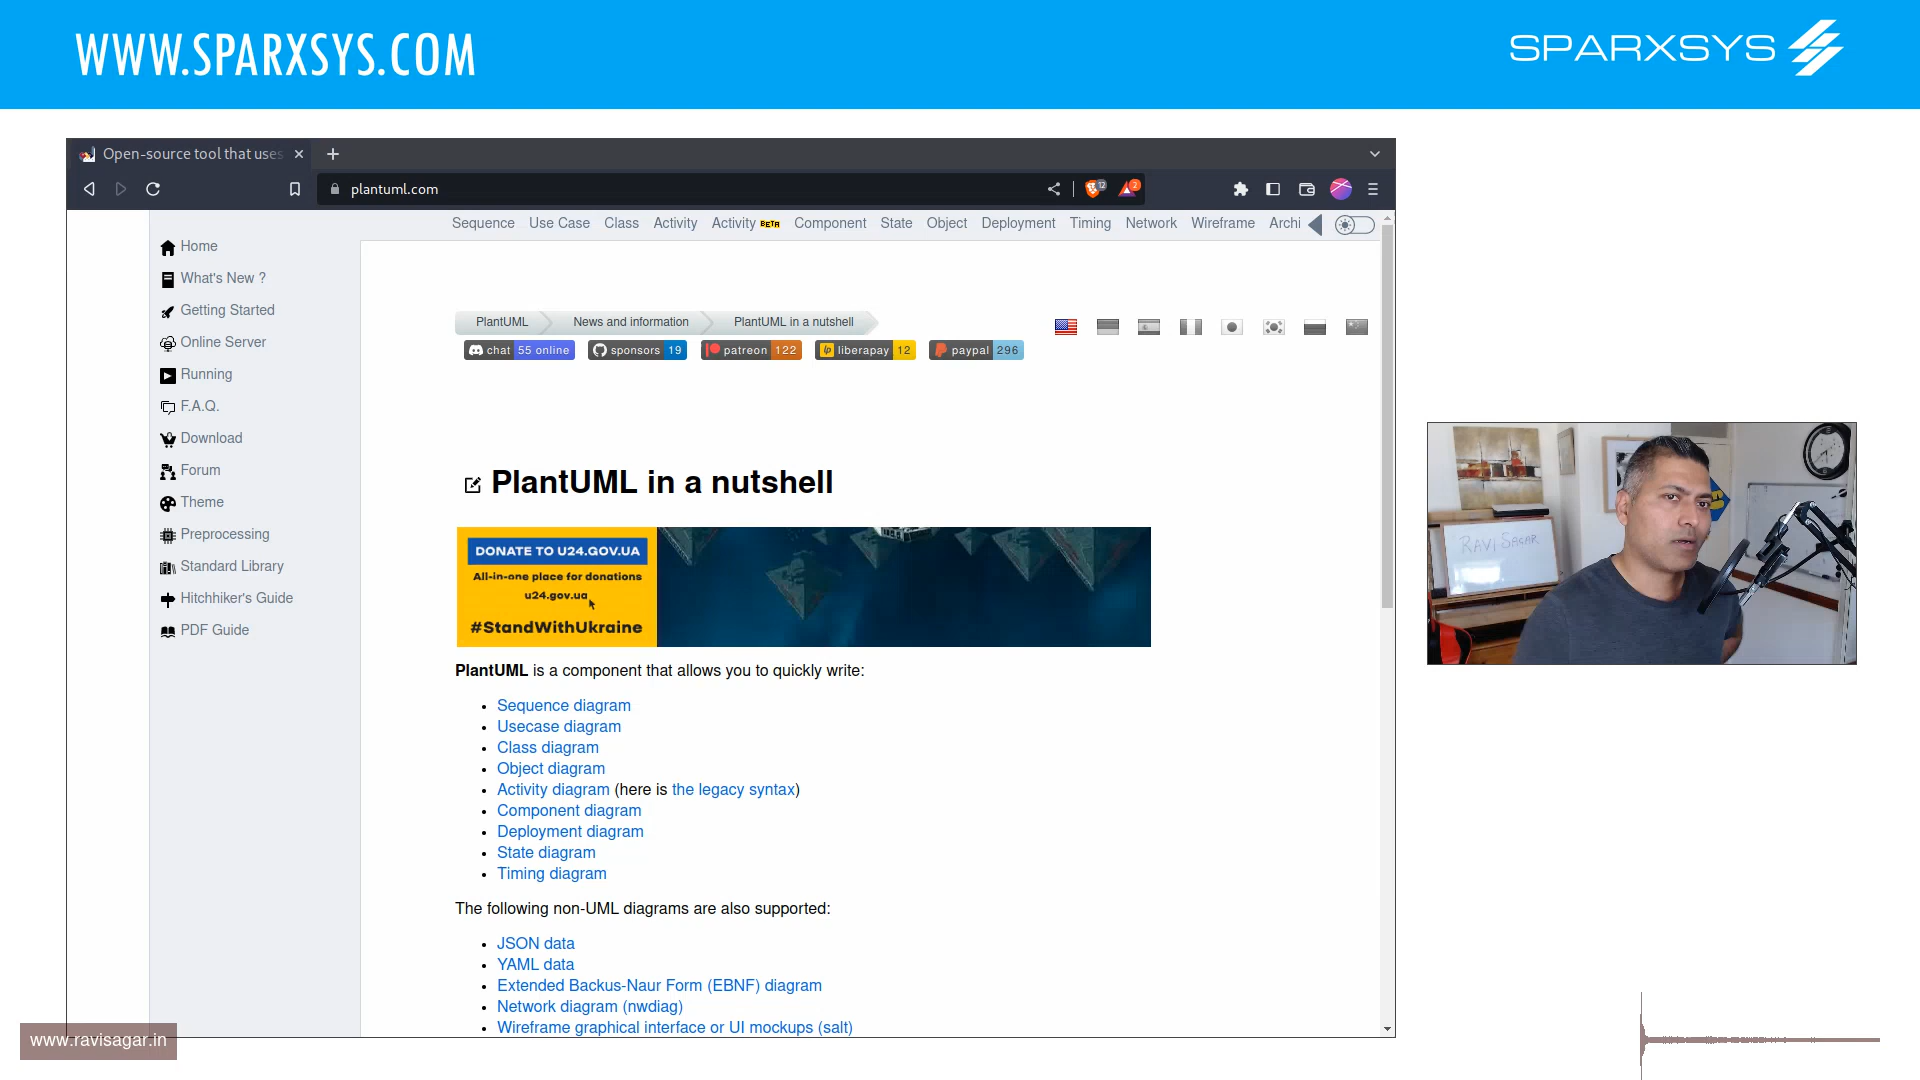 WWW.SPARXSYS.COM
SPARXSYS
Open-source tool that uses
plantuml.com
12
2
Sequence Use Case Class Activity Activity BETA Component State Object Deployment Timing Network Wireframe Archi
Home
What's New ?
Getting Started
Online Server
Running
F.A.Q.
Download
Forum
Theme
Preprocessing
Standard Library
Hitchhiker's Guide
PDF Guide
PlantUML News and information PlantUML in a nutshell
chat 55 online sponsors 19 patreon 122 liberapay 12 paypal 296
PlantUML in a nutshell
DONATE TO U24.GOV.UA
All-in-one place for donations
u24.gov.ua
#StandWithUkraine
PlantUML is a component that allows you to quickly write:
• Sequence diagram
• Usecase diagram
• Class diagram
• Object diagram
• Activity diagram (here is the legacy syntax)
• Component diagram
• Deployment diagram
• State diagram
• Timing diagram
The following non-UML diagrams are also supported:
• JSON data
• YAML data
• Extended Backus-Naur Form (EBNF) diagram
• Network diagram (nwdiag)
• Wireframe graphical interface or UI mockups (salt)
RAVI SAGAR
www.ravisagar.in